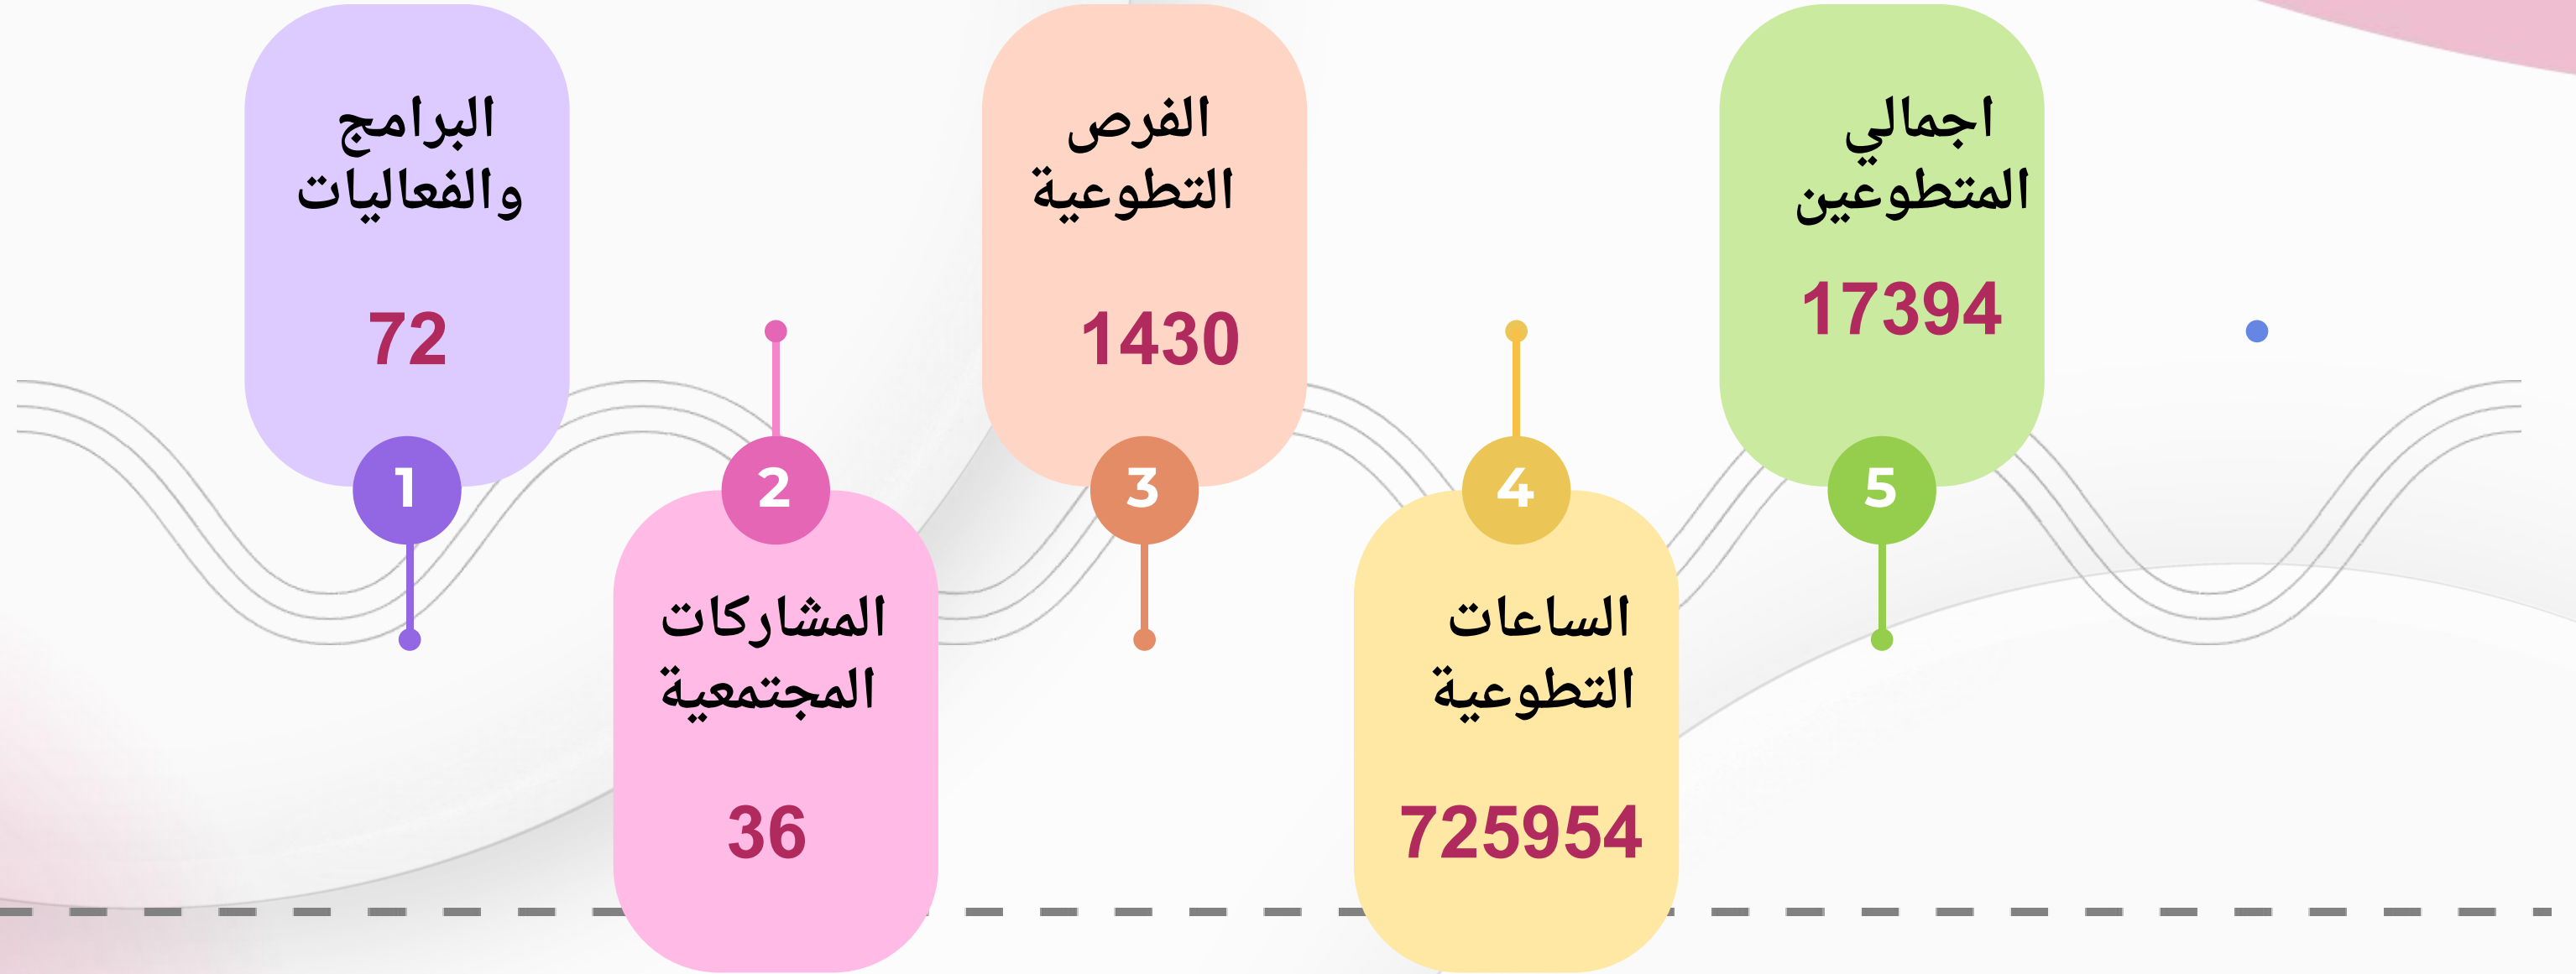 البرامج
والفعاليات
72
1
2
المشاركات
المجتمعية
36
الفرص
التطوعية
1430
3
4
الساعات
التطوعية
725954
اجمالي
المتطوعين
17394
5